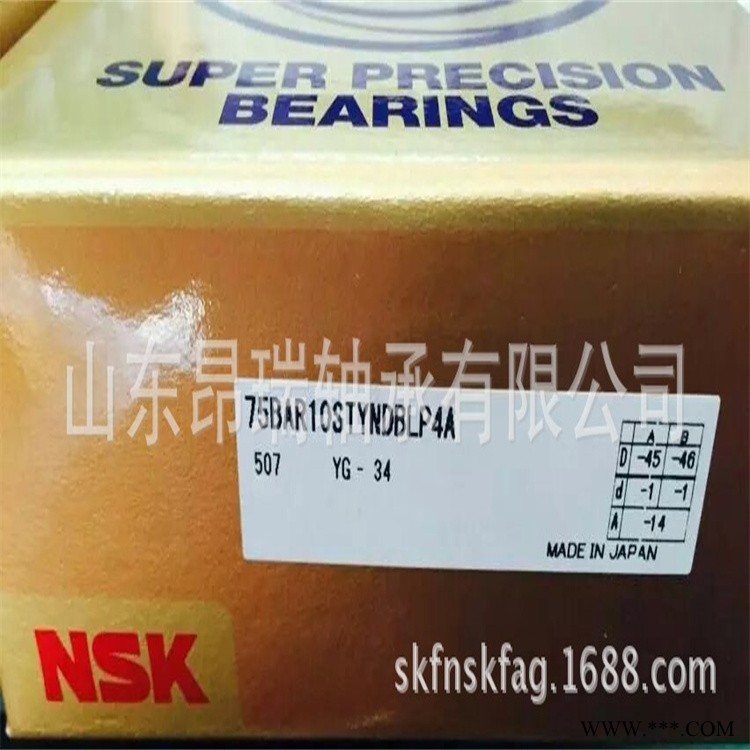 SUPER PRECISION
BEARINGS
山东昂瑞轴承有限公司
75BAR10STYNDBLP4A
507 YG - 34
A B
D -45 -46
d -1 -1
A -14
MADE IN JAPAN
NSK
skfnskfag.1688.com
WWW.***.COM